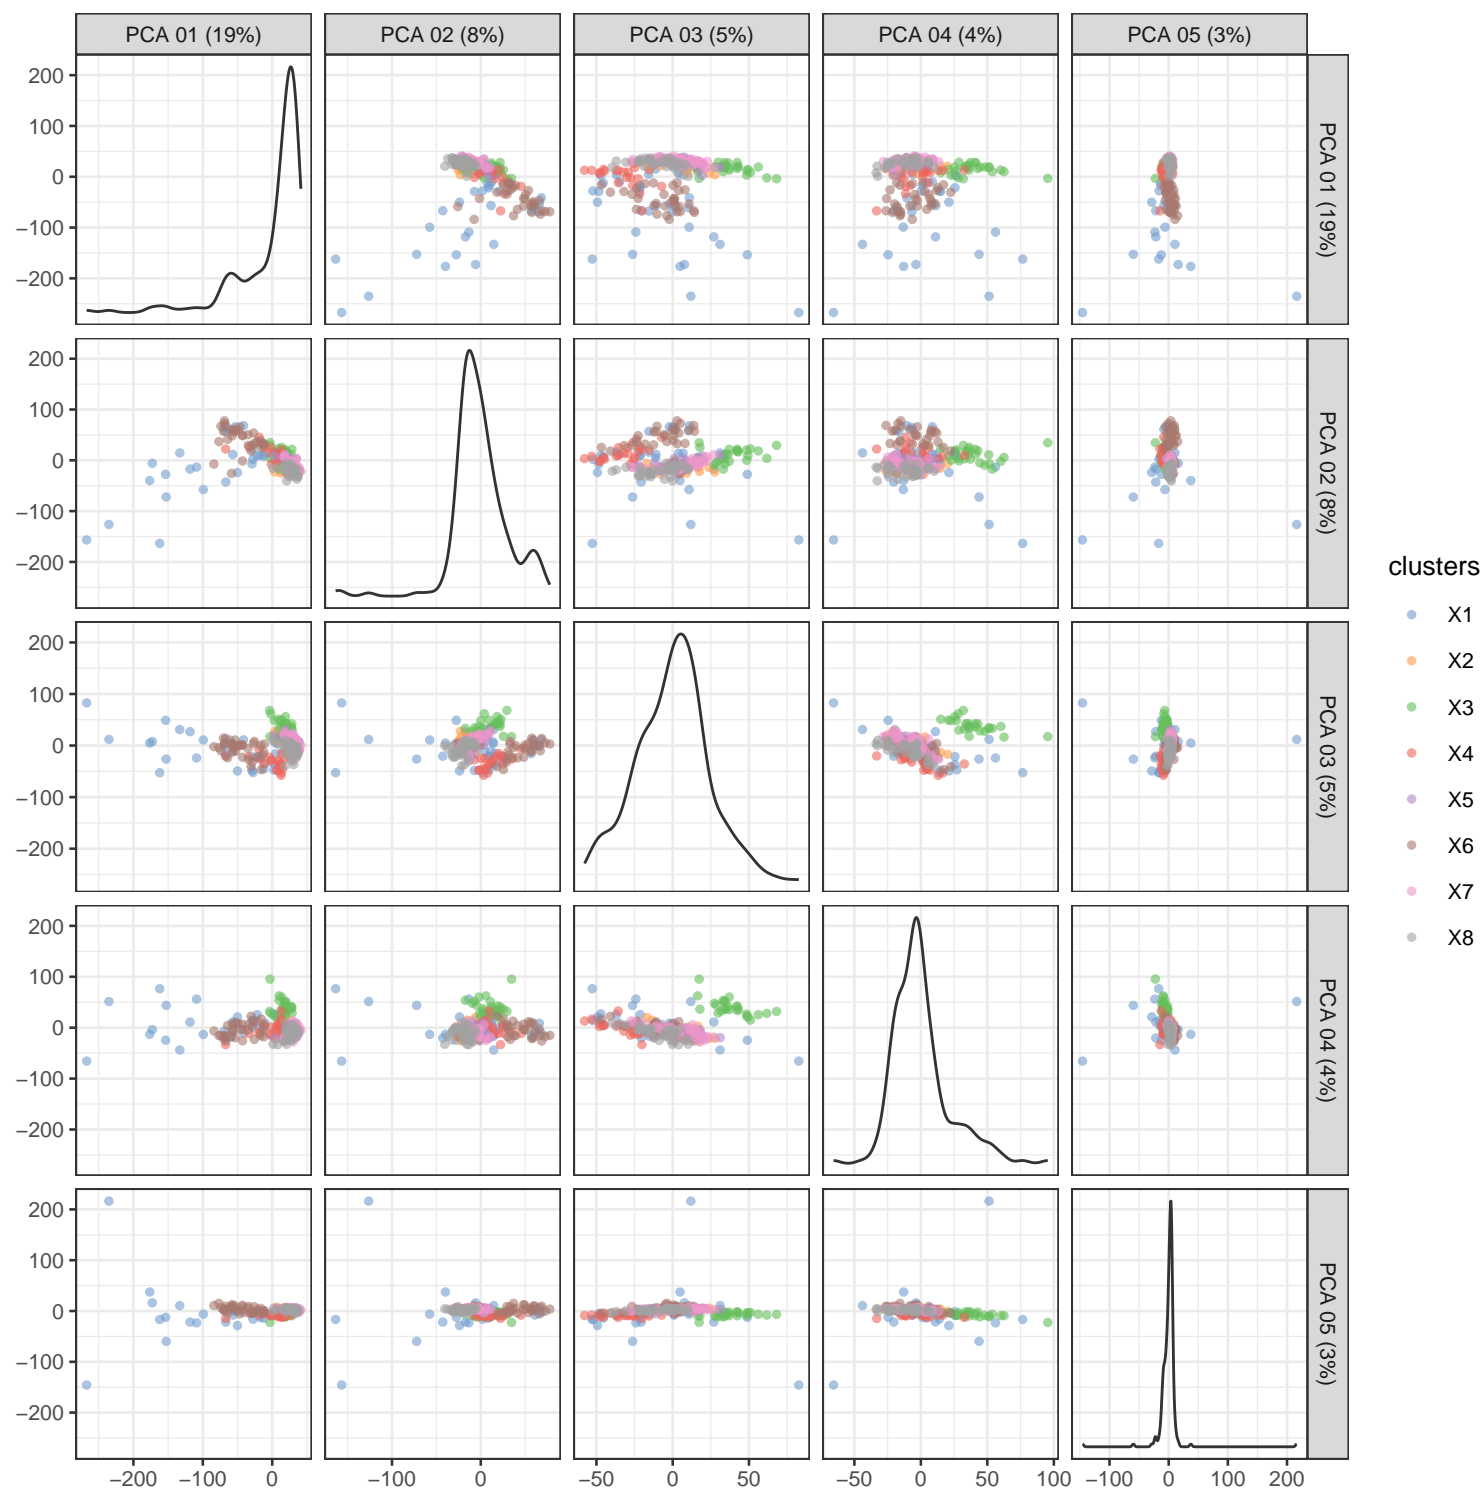 PCA 01 (19%) PCA 02 (8%) PCA 03 (5%) PCA 04 (4%) PCA 05 (3%)
200
100
0
−100
−200
PCA 01 (19%)
200
100
0
−100
−200
PCA 02 (8%)
200
100
0
−100
−200
PCA 03 (5%)
200
100
0
−100
−200
PCA 04 (4%)
200
100
0
−100
−200
PCA 05 (3%)
−200 −100 0 −100 0 −50 0 50 −50 0 50 100 −100 0 100 200
clusters
X1
X2
X3
X4
X5
X6
X7
X8